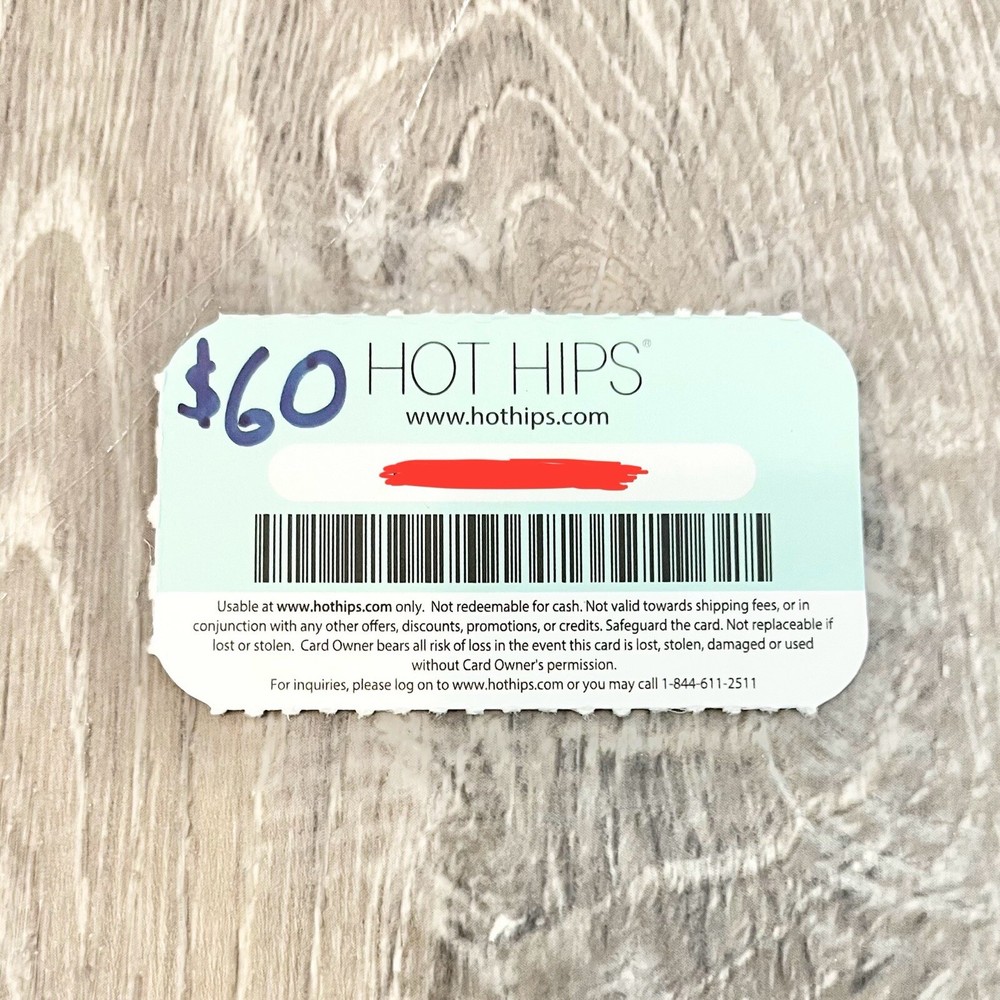 $60 HOT HIPS®
www.hothips.com
Usable at www.hothips.com only. Not redeemable for cash. Not valid towards shipping fees, or in
conjunction with any other offers, discounts, promotions, or credits. Safeguard the card. Not replaceable if
lost or stolen. Card Owner bears all risk of loss in the event this card is lost, stolen, damaged or used
without Card Owner's permission.
For inquiries, please log on to www.hothips.com or you may call 1-844-611-2511